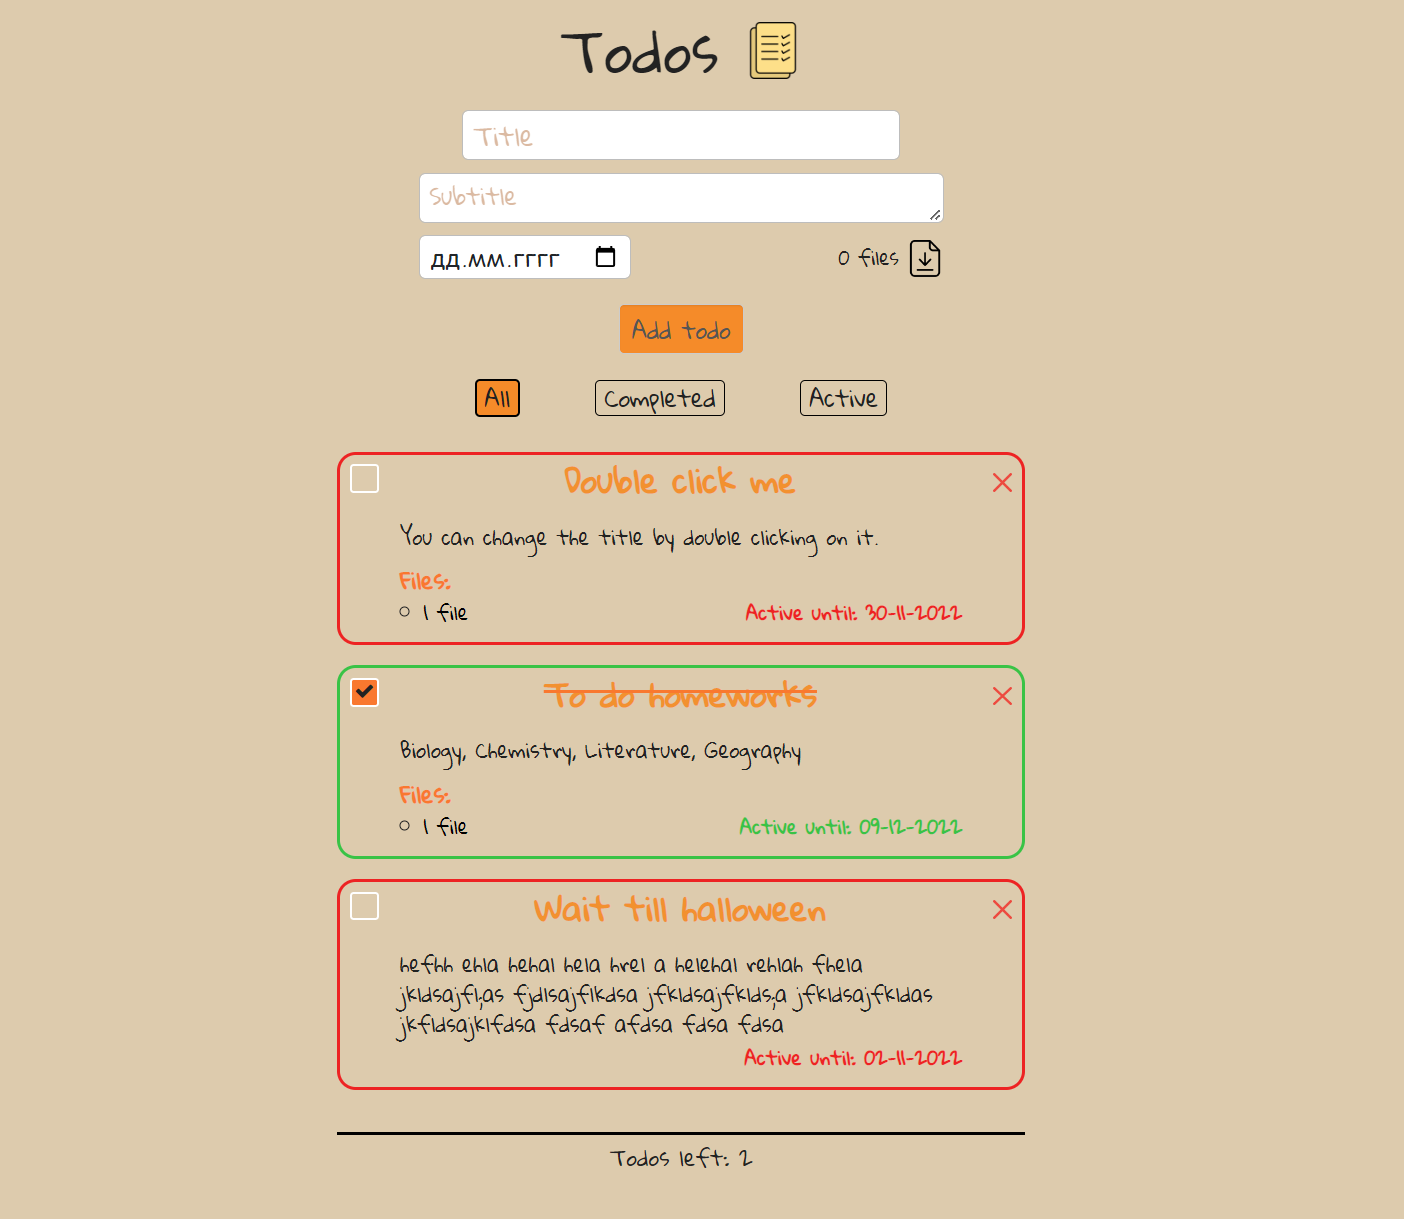 Todos
Title
Subtitle
дд.мм.гггг
0 files
Add todo
All
Completed
Active
Double click me
You can change the title by double clicking on it.
Files:
1 file
Active until: 30-11-2022
To do homeworks
Biology, Chemistry, Literature, Geography
Files:
1 file
Active until: 09-12-2022
Wait till halloween
hefhh ehla hehal hela hrel a helehal rehlah fhela
jkldsajfl;as fjdlsajflkdsa jfkldsajfklds;a jfkldsajfkldas
jkfldsajklfdsa fdsaf afdsa fdsa fdsa
Active until: 02-11-2022
Todos left: 2